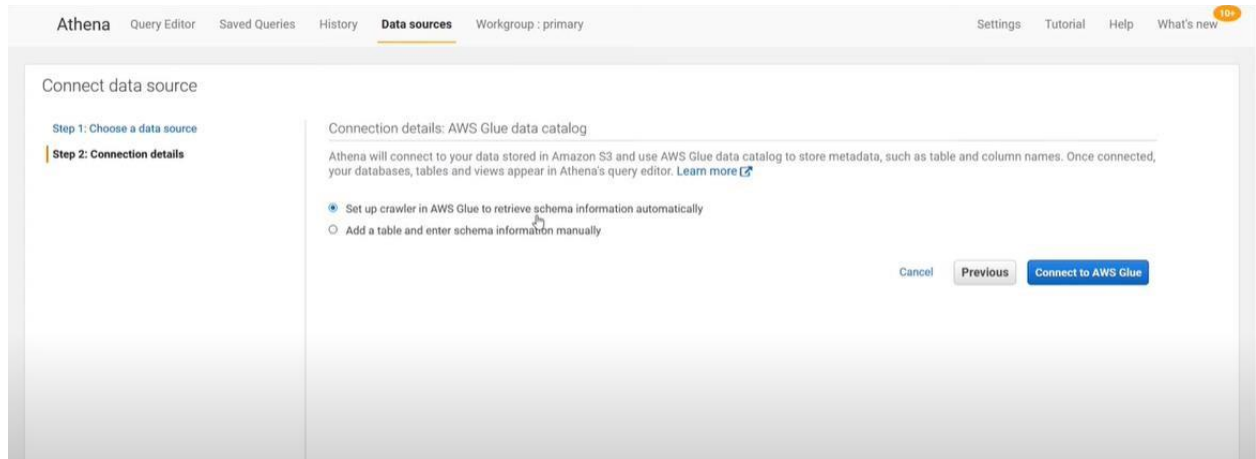 Athena Query Editor Saved Queries History Data sources Workgroup : primary Settings Tutorial Help What's new 10+
Connect data source
Step 1: Choose a data source
Step 2: Connection details
Connection details: AWS Glue data catalog
Athena will connect to your data stored in Amazon S3 and use AWS Glue data catalog to store metadata, such as table and column names. Once connected,
your databases, tables and views appear in Athena's query editor. Learn more
Set up crawler in AWS Glue to retrieve schema information automatically
Add a table and enter schema information manually
Cancel Previous Connect to AWS Glue